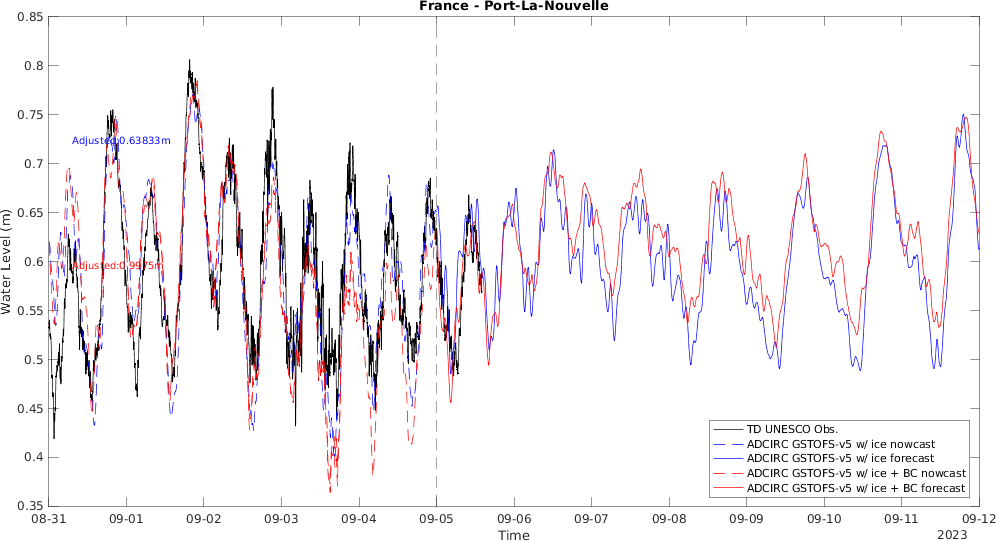 France - Port-La-Nouvelle
0.85
0.8
0.75
0.7
0.65
0.6
0.55
0.5
0.45
0.4
0.35
Water Level (m)
Adjusted:0.63833m
Adjusted:0.9975m
TD UNESCO Obs.
ADCIRC GSTOFS-v5 w/ ice nowcast
ADCIRC GSTOFS-v5 w/ ice forecast
ADCIRC GSTOFS-v5 w/ ice + BC nowcast
ADCIRC GSTOFS-v5 w/ ice + BC forecast
08-31 09-01 09-02 09-03 09-04 09-05 09-06 09-07 09-08 09-09 09-10 09-11 09-12
Time
2023